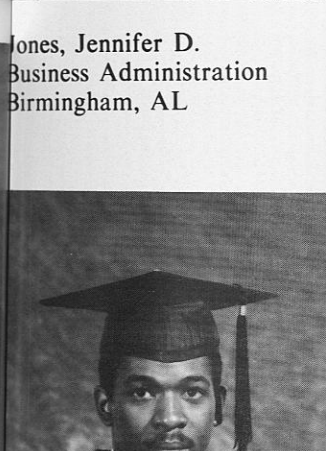 Jones, Jennifer D.
Business Administration
Birmingham, AL